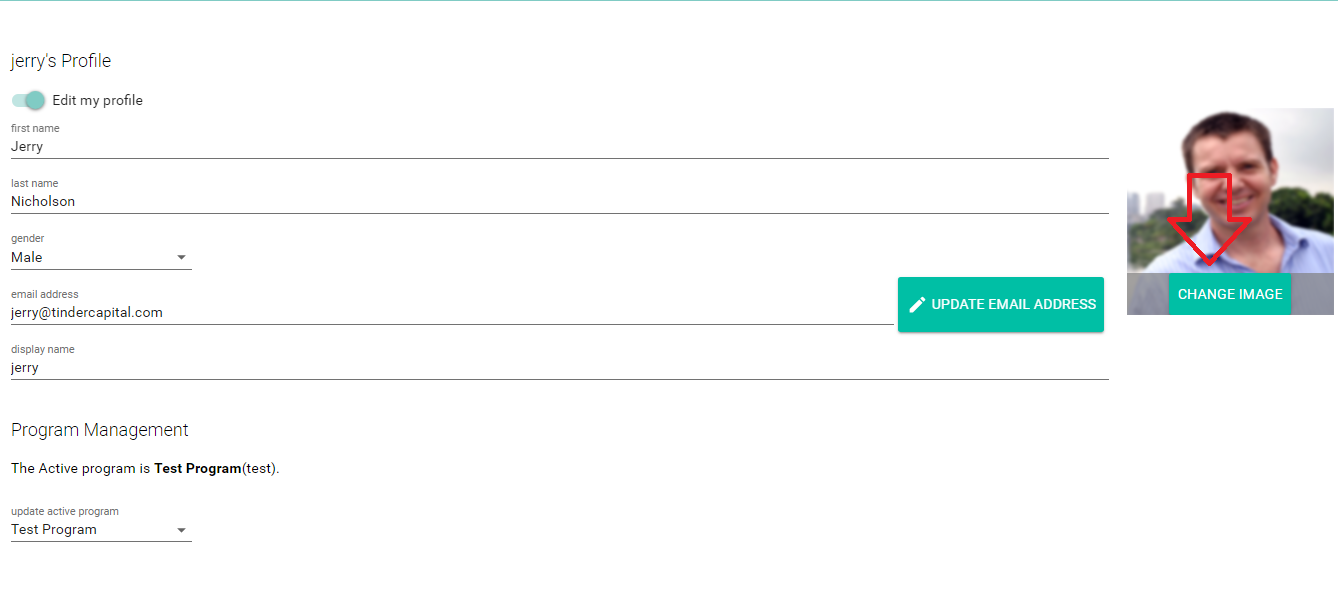 jerry's Profile
Edit my profile
first name
Jerry
last name
Nicholson
gender
Male
email address
jerry@tindercapital.com
UPDATE EMAIL ADDRESS
display name
jerry
CHANGE IMAGE
Program Management
The Active program is Test Program(test).
update active program
Test Program